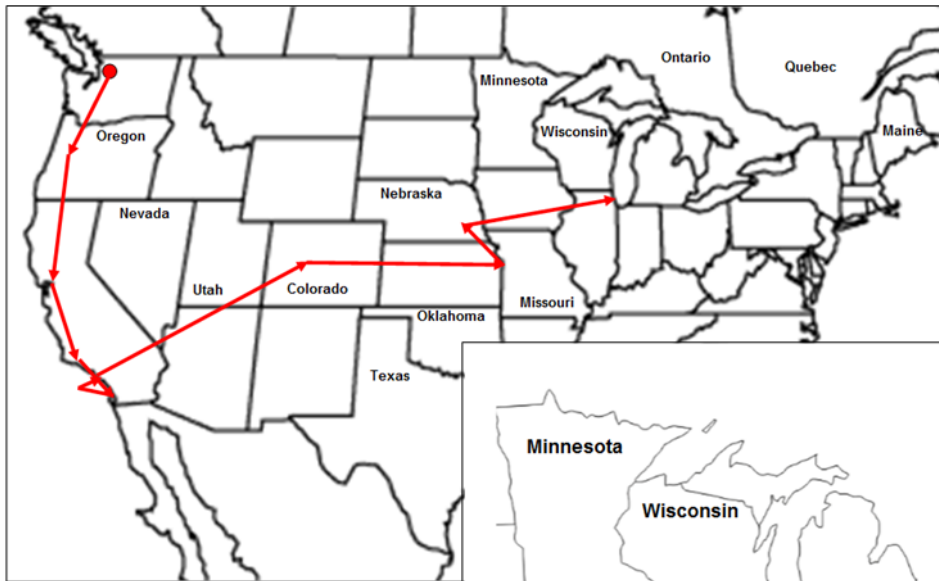 Ontario
Quebec
Minnesota
Wisconsin
Maine
Oregon
Nebraska
Nevada
Utah
Colorado
Missouri
Oklahoma
Texas
Minnesota
Wisconsin